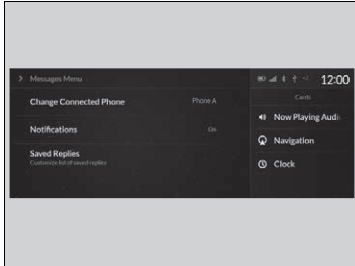 Messages Menu
12:00
Change Connected Phone
Phone A
Notifications
On
Saved Replies
Customize list of saved replies
Cards
Now Playing Audi
Navigation
Clock